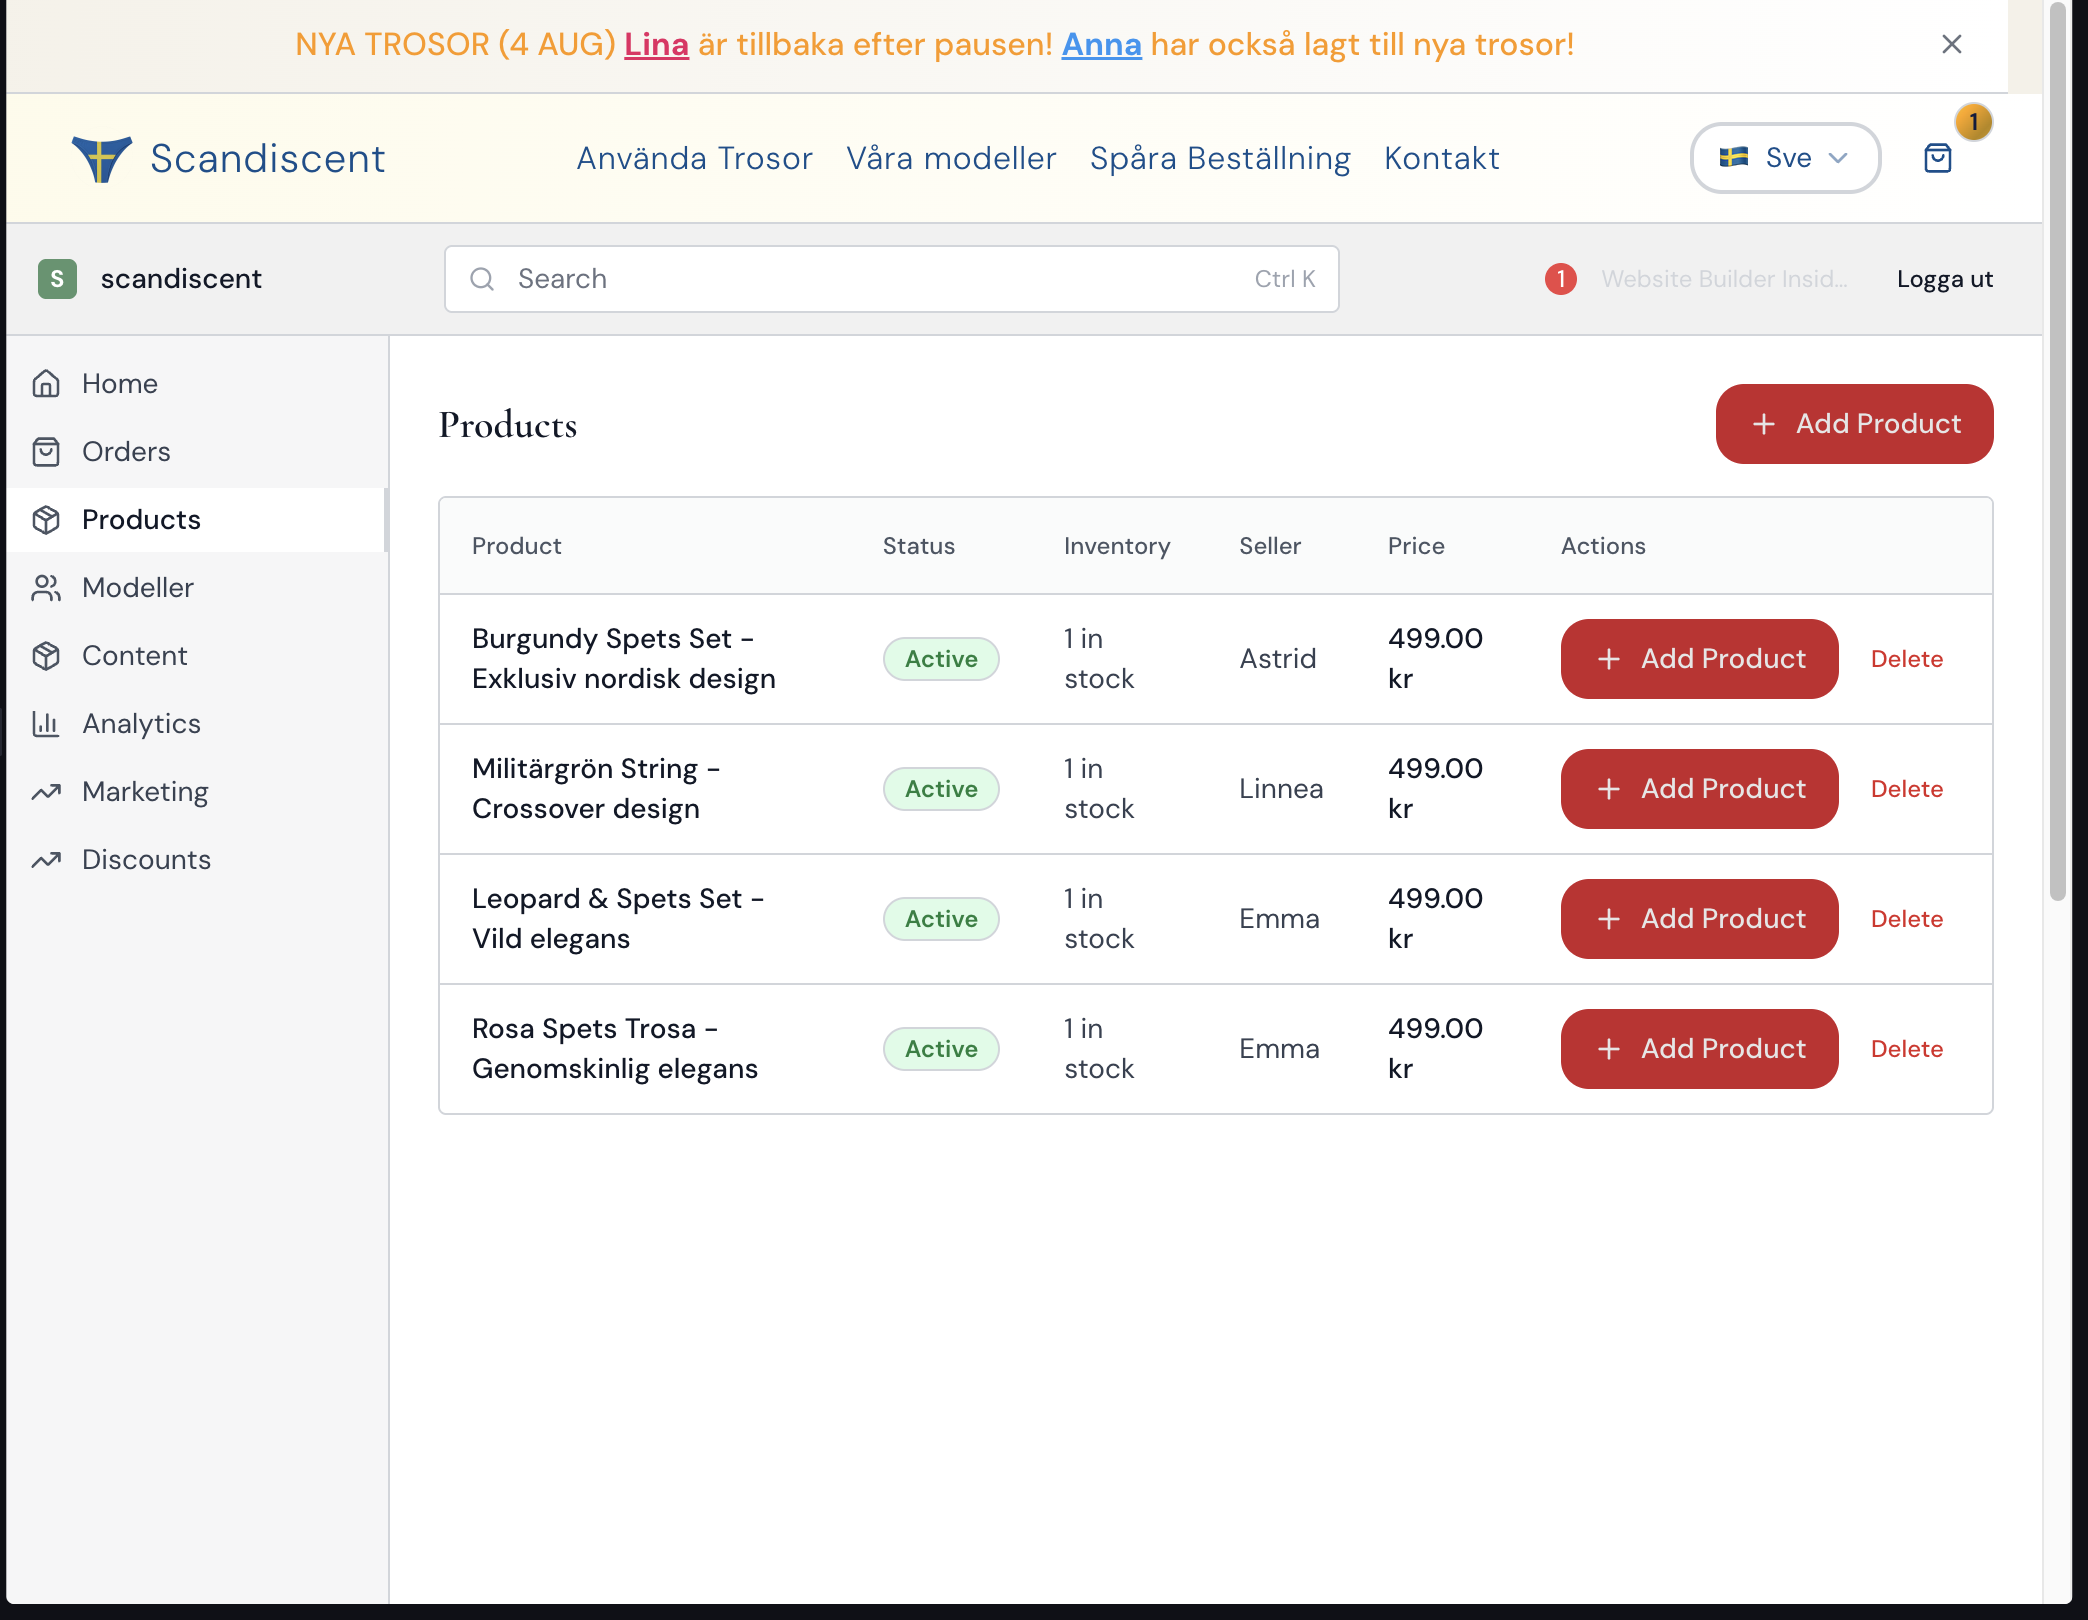 NYA TROSOR (4 AUG) Lina är tillbaka efter pausen! Anna har också lagt till nya trosor!
Scandiscent
Använda Trosor
Våra modeller
Spåra Beställning
Kontakt
Sve
1
S
scandiscent
Search
Ctrl K
1
Website Builder Insid...
Logga ut
Home
Orders
Products
Modeller
Content
Analytics
Marketing
Discounts
Products
+ Add Product
Product
Status
Inventory
Seller
Price
Actions
Burgundy Spets Set -
Exklusiv nordisk design
Active
1 in
stock
Astrid
499.00
kr
+ Add Product
Delete
Militärgrön String -
Crossover design
Active
1 in
stock
Linnea
499.00
kr
+ Add Product
Delete
Leopard & Spets Set -
Vild elegans
Active
1 in
stock
Emma
499.00
kr
+ Add Product
Delete
Rosa Spets Trosa -
Genomskinlig elegans
Active
1 in
stock
Emma
499.00
kr
+ Add Product
Delete